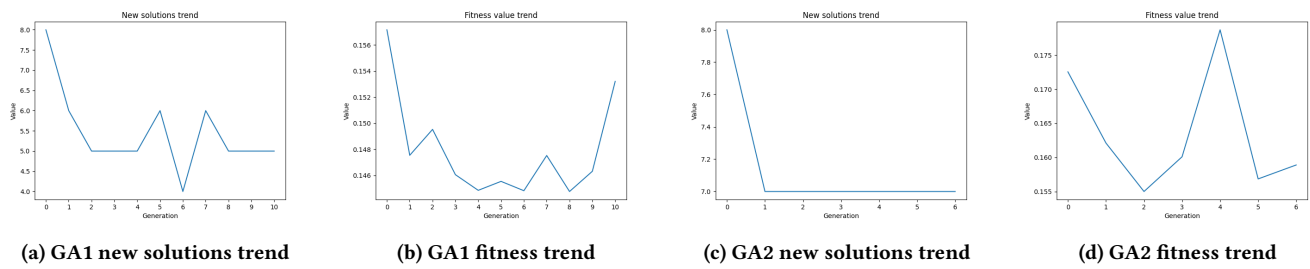 New solutions trend
8.0
7.5
7.0
6.5
6.0
5.5
5.0
4.5
4.0
Value
0 1 2 3 4 5 6 7 8 9 10
Generation
(a) GA1 new solutions trend
Fitness value trend
0.156
0.154
0.152
0.150
0.148
0.146
Value
0 1 2 3 4 5 6 7 8 9 10
Generation
(b) GA1 fitness trend
New solutions trend
8.0
7.8
7.6
7.4
7.2
7.0
Value
0 1 2 3 4 5 6
Generation
(c) GA2 new solutions trend
Fitness value trend
0.175
0.170
0.165
0.160
0.155
Value
0 1 2 3 4 5 6
Generation
(d) GA2 fitness trend